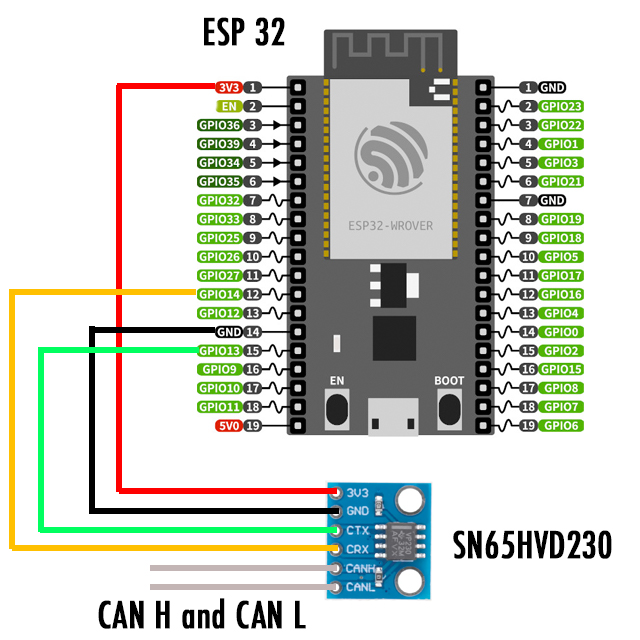 ESP 32
3V3 1
EN 2
GPIO36 3
GPIO39 4
GPIO34 5
GPIO35 6
GPIO32 7
GPIO33 8
GPIO25 9
GPIO26 10
GPIO27 11
GPIO14 12
GPIO12 13
GND 14
GPIO13 15
GPIO9 16
GPIO10 17
GPIO11 18
5V0 19
ESP32-WROVER
EN
BOOT
1 GND
2 GPIO23
3 GPIO22
4 GPIO1
5 GPIO3
6 GPIO21
7 GND
8 GPIO19
9 GPIO18
10 GPIO5
11 GPIO17
12 GPIO16
13 GPIO4
14 GPIO0
15 GPIO2
16 GPIO15
17 GPIO8
18 GPIO7
19 GPIO6
3V3
GND
CTX
CRX
CANH
CANL
SN65HVD230
CAN H and CAN L